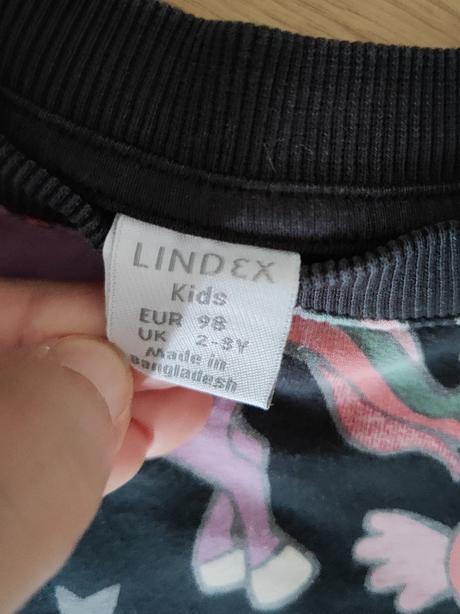 LINDEX
Kids
EUR 98
UK 2-3Y
Made in
Bangladesh